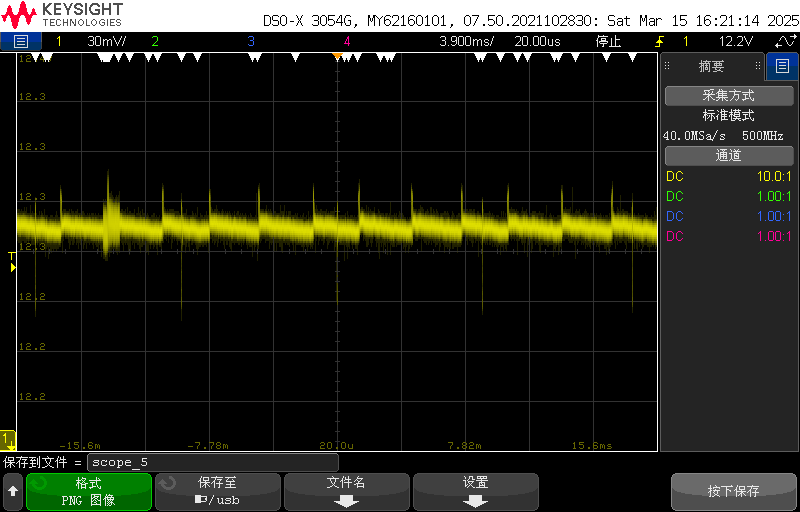 KEYSIGHT
TECHNOLOGIES
DSO-X 3054G, MY62160101, 07.50.2021102830: Sat Mar 15 16:21:14 2025
1 30mV/ 2 3 4 3.900ms/ 20.00us 停止 1 12.2V
12.3
12.3
12.3
12.3
12.2
12.2
12.2
T
1
-15.6m -7.78m 20.0u 7.82m 15.6ms
摘要
采集方式
标准模式
40.0MSa/s 500MHz
通道
DC 10.0:1
DC 1.00:1
DC 1.00:1
DC 1.00:1
保存到文件 = scope_5
格式
PNG 图像
保存至
/usb
文件名
设置
按下保存